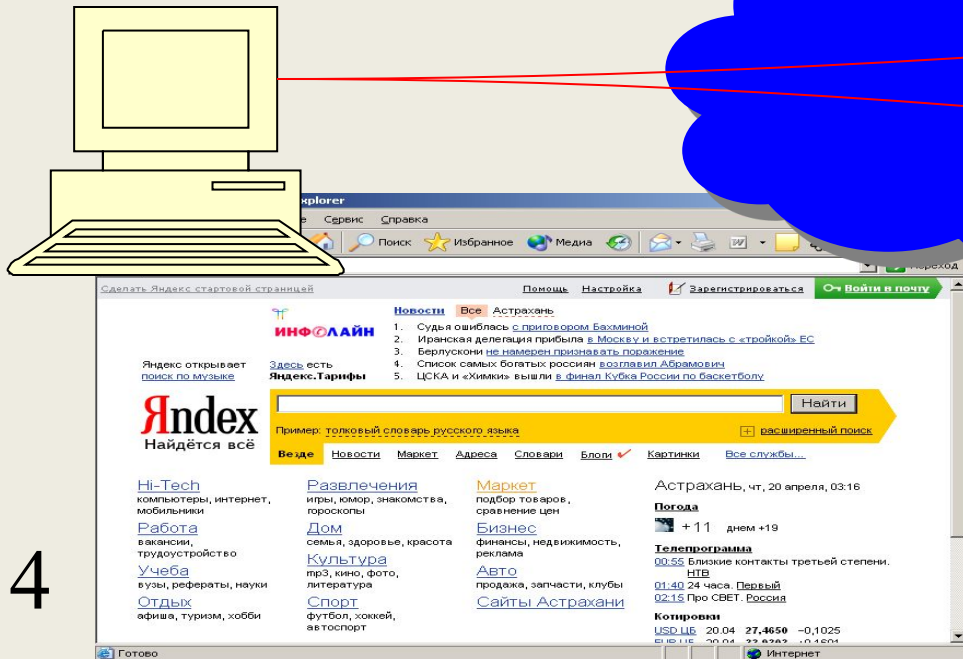 xplorer
е Сервис Справка
Поиск Избранное Медиа
Переход
Сделать Яндекс стартовой страницей Помощь Настройка Зарегистрироваться Войти в почту
ИНФОЛАЙН
Новости Все Астрахань
1. Судья ошиблась с приговором Бахминой
2. Иранская делегация прибыла в Москву и встретилась с «тройкой» ЕС
3. Берлускони не намерен признавать поражение
4. Список самых богатых россиян возглавил Абрамович
5. ЦСКА и «Химки» вышли в финал Кубка России по баскетболу
Яндекс открывает
поиск по музыке
Здесь есть
Яндекс.Тарифы
Яndex
Найдётся всё
Найти
Пример: толковый словарь русского языка
расширенный поиск
Везде Новости Маркет Адреса Словари Блоги Картинки Все службы...
Hi-Tech
компьютеры, интернет,
мобильники
Работа
вакансии,
трудоустройство
Учеба
вузы, рефераты, науки
Отдых
афиша, туризм, хобби
Развлечения
игры, юмор, знакомства,
гороскопы
Дом
семья, здоровье, красота
Культура
mp3, кино, фото,
литература
Спорт
футбол, хоккей,
автоспорт
Маркет
подбор товаров,
сравнение цен
Бизнес
финансы, недвижимость,
реклама
Авто
продажа, запчасти, клубы
Сайты Астрахани
Астрахань, чт, 20 апреля, 03:16
Погода
+11 днем +19
Телепрограмма
00:55 Близкие контакты третьей степени.
НТВ
01:40 24 часа. Первый
02:15 Про СВЕТ. Россия
Котировки
USD ЦБ 20.04 27,4650 -0,1025
4
Готово
Интернет